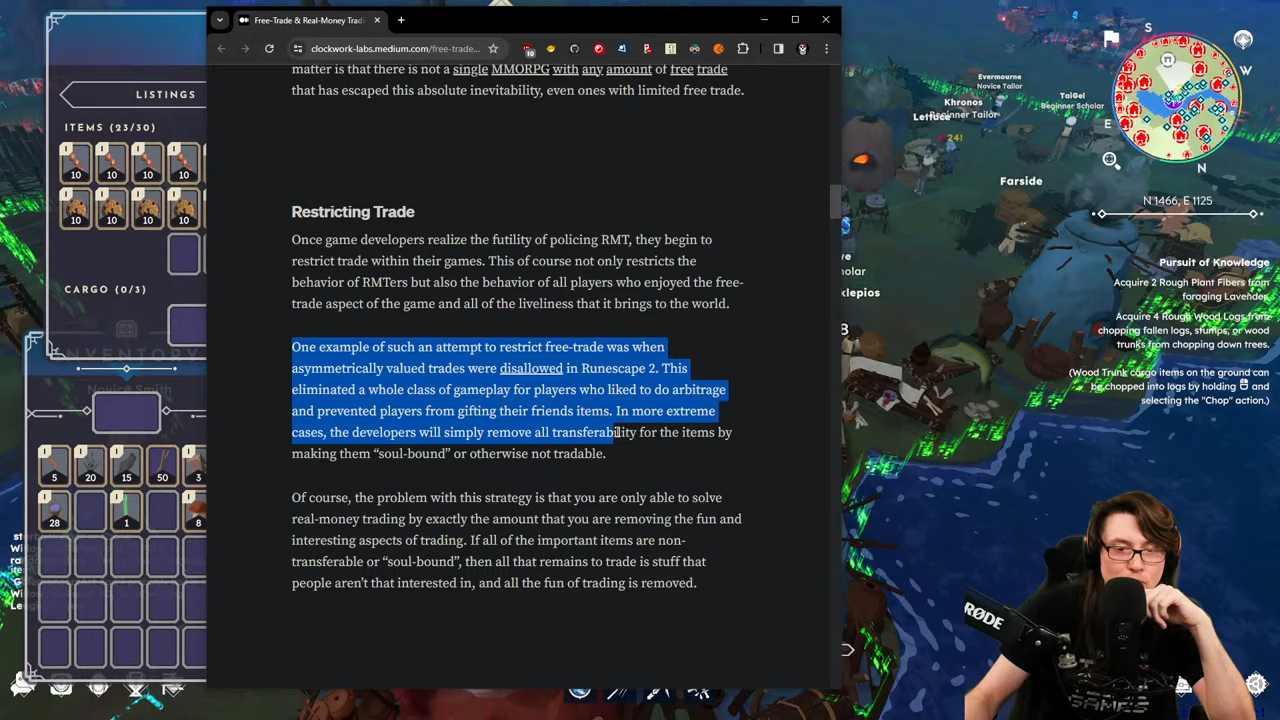 Free-Trade & Real-Money Tradi
clockwork-labs.medium.com/free-trade...
10
matter is that there is not a single MMORPG with any amount of free trade
that has escaped this absolute inevitability, even ones with limited free trade.
Restricting Trade
Once game developers realize the futility of policing RMT, they begin to
restrict trade within their games. This of course not only restricts the
behavior of RMTers but also the behavior of all players who enjoyed the free-
trade aspect of the game and all of the liveliness that it brings to the world.
One example of such an attempt to restrict free-trade was when
asymmetrically valued trades were disallowed in Runescape 2. This
eliminated a whole class of gameplay for players who liked to do arbitrage
and prevented players from gifting their friends items. In more extreme
cases, the developers will simply remove all transferability for the items by
making them “soul-bound” or otherwise not tradable.
Of course, the problem with this strategy is that you are only able to solve
real-money trading by exactly the amount that you are removing the fun and
interesting aspects of trading. If all of the important items are non-
transferable or “soul-bound”, then all that remains to trade is stuff that
people aren’t that interested in, and all the fun of trading is removed.
LISTINGS
ITEMS (23/30)
I I I I
10 10 10 10
I I I I
10 10 10 10
CARGO (0/3)
INVENTORY
Novice Smith
5 20 15 50 3
28 1 8
Evermourne
Novice Tailor
Khronos
Beginner Tailor
TaiGel
Beginner Scholar
24!
Farside
S
W
E
N
N 1466, E 1125
Pursuit of Knowledge
Acquire 2 Rough Plant Fibers from
foraging Lavender.
Acquire 4 Rough Wood Logs from
chopping fallen logs, stumps, or wood
trunks from chopping down trees.
(Wood Trunk cargo items on the ground can
be chopped into logs by holding
and
selecting the "Chop" action.)
RØDE
GAMES